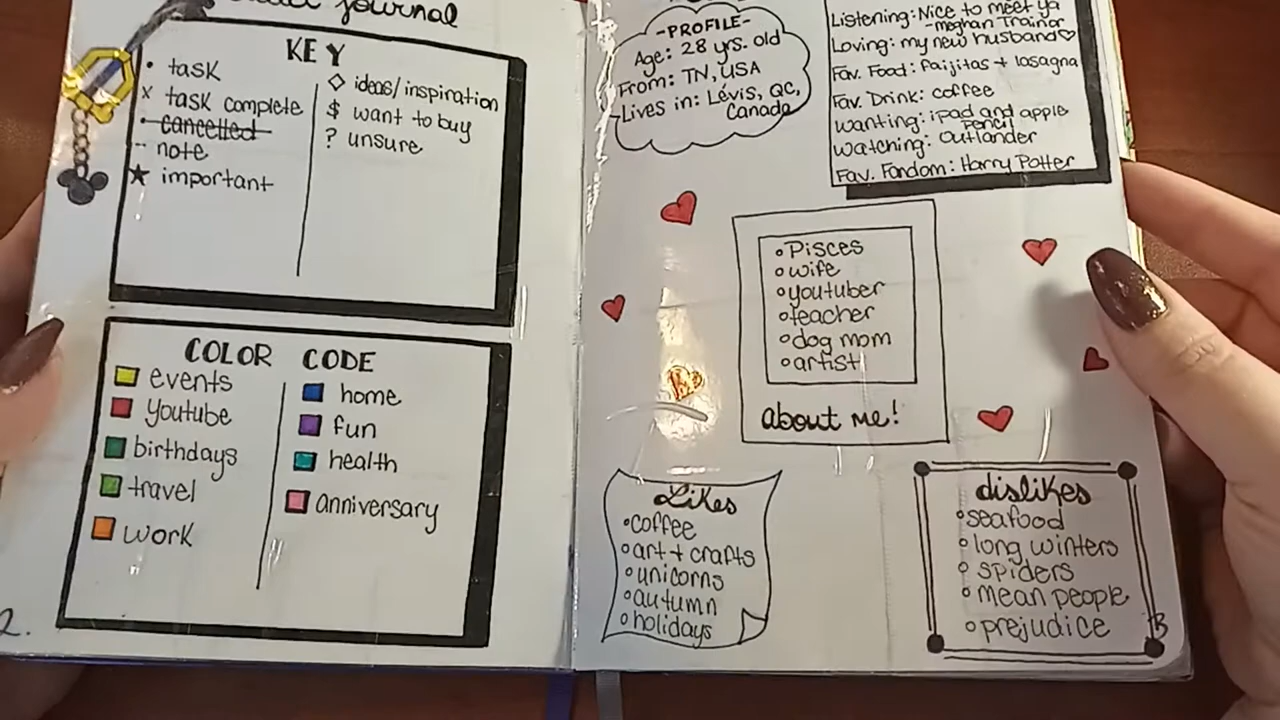 journal
KEY
• task
x task complete
• cancelled
- note
★ important
◇ ideas/inspiration
$ want to buy
? unsure
COLOR CODE
events
youtube
birthdays
travel
work
home
fun
health
anniversary
2.
-PROFILE-
Age: 28 yrs. old
From: TN, USA
Lives in: Lévis, QC,
Canada
Listening: Nice to meet ya
- meghan Trainor
Loving: my new husband♡
Fav. Food: faijitas + lasagna
Fav. Drink: coffee
wanting: ipad and apple
pencil
watching: Outlander
Fav. Fandom: Harry Potter
• Pisces
• wife
• youtuber
• teacher
• dog mom
• artist
about me!
Likes
• coffee
• art + crafts
• unicorns
• autumn
• holidays
dislikes
• seafood
• long winters
• spiders
• mean people
• prejudice